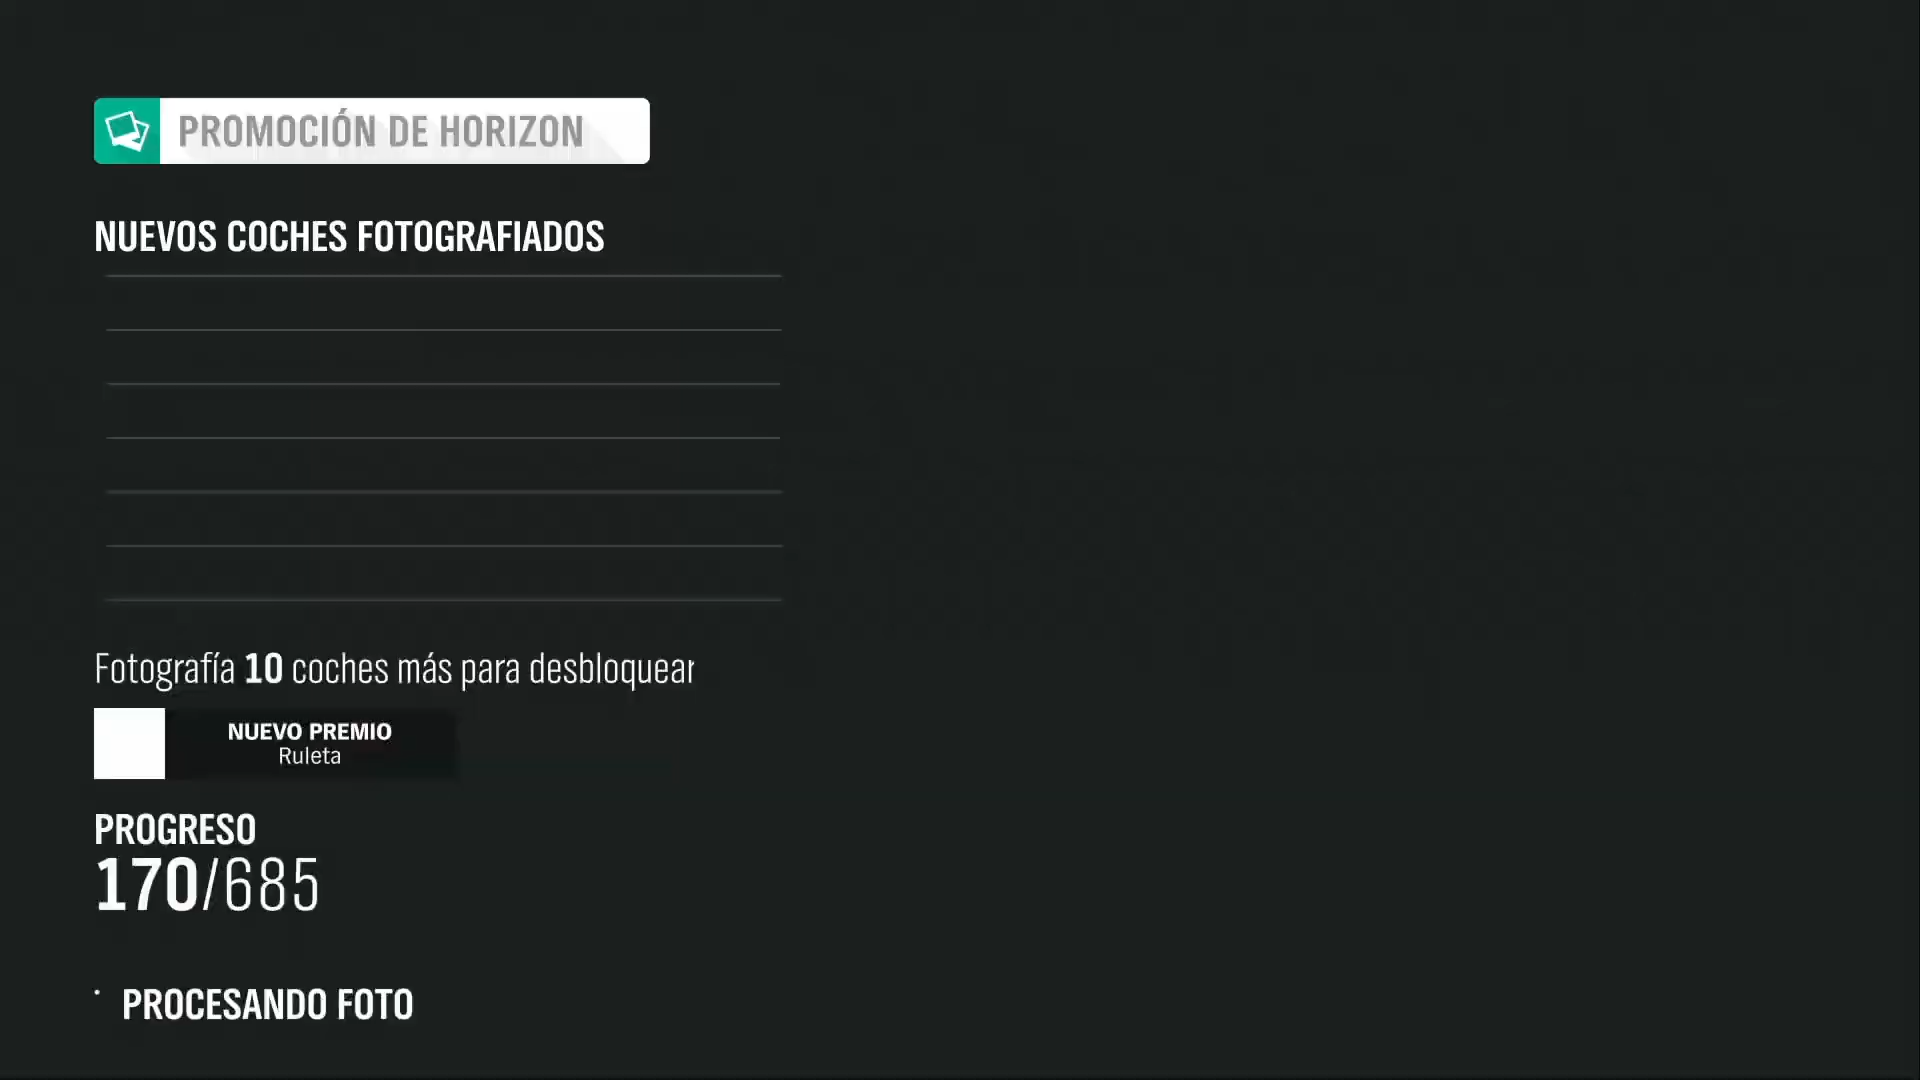 PROMOCIÓN DE HORIZON
NUEVOS COCHES FOTOGRAFIADOS
Fotografía 10 coches más para desbloquear
NUEVO PREMIO
Ruleta
PROGRESO
170/685
PROCESANDO FOTO